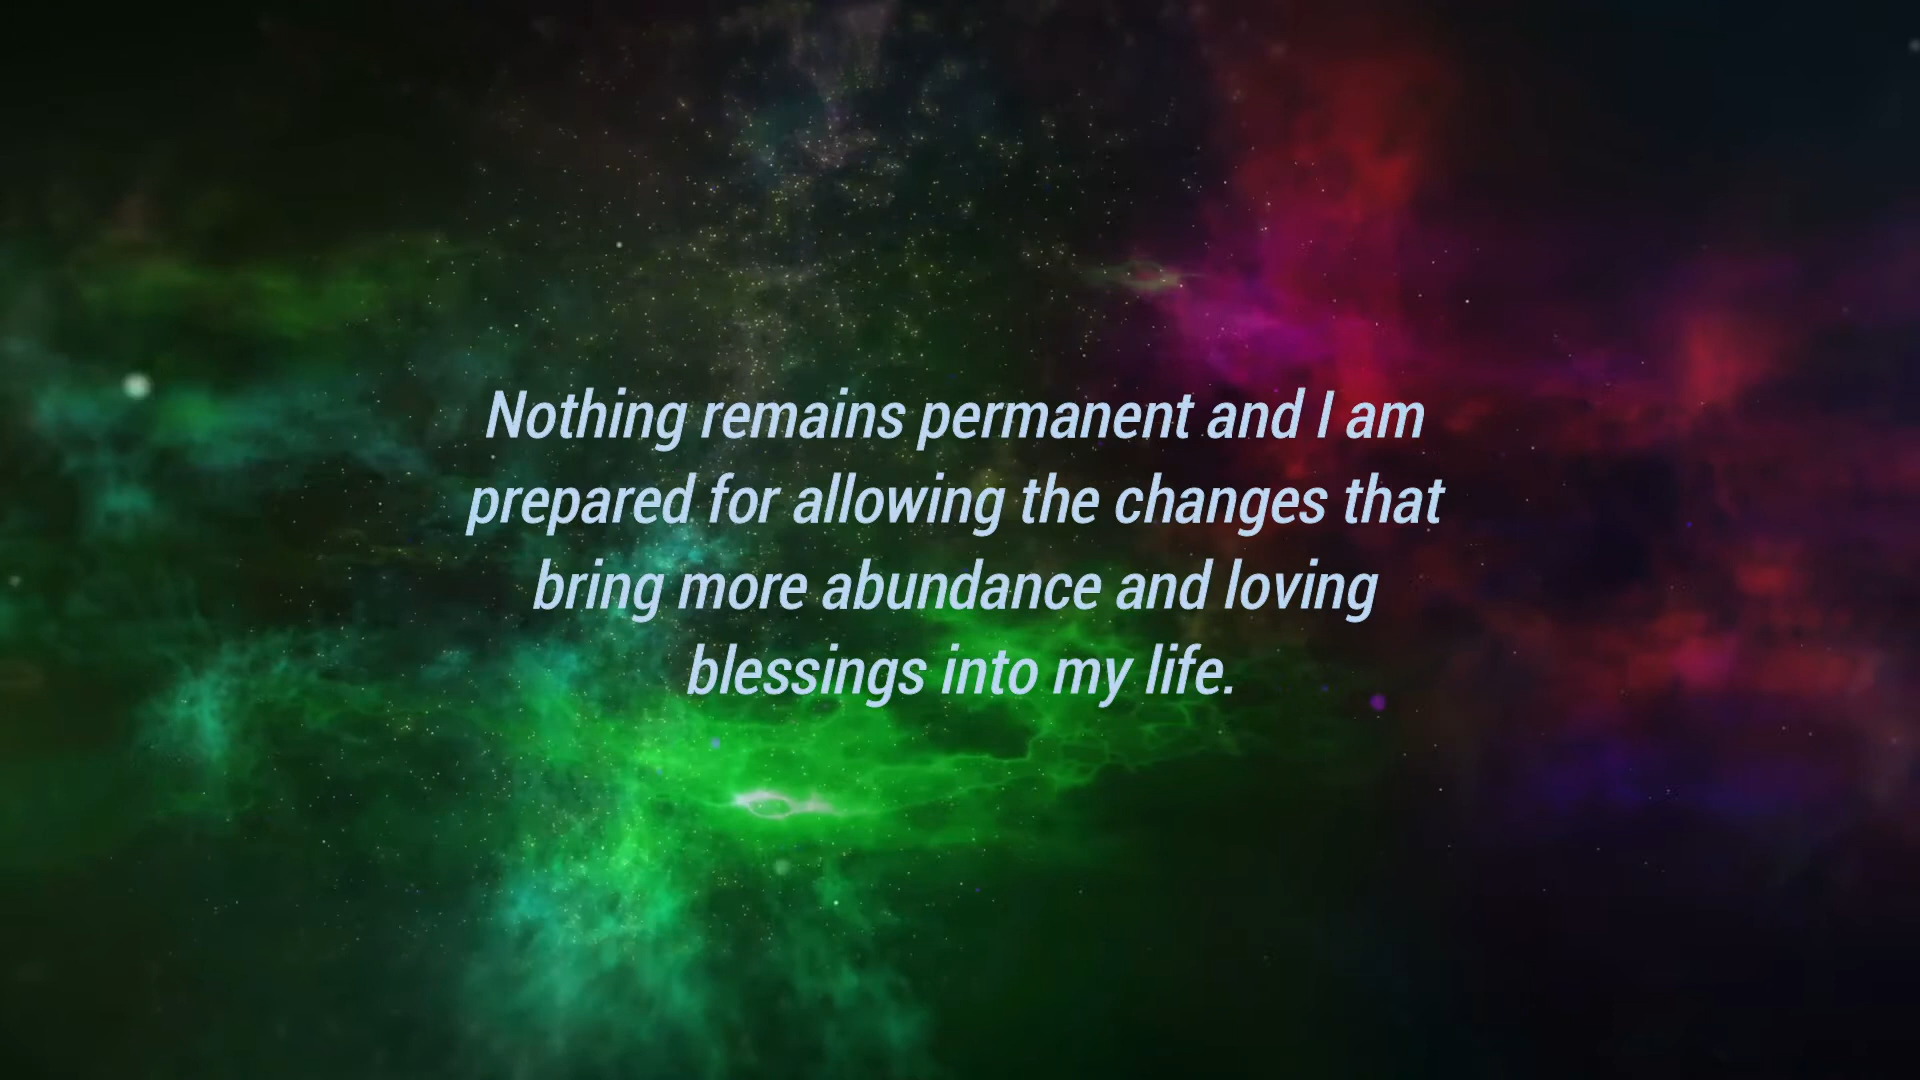 Nothing remains permanent and I am
prepared for allowing the changes that
bring more abundance and loving
blessings into my life.